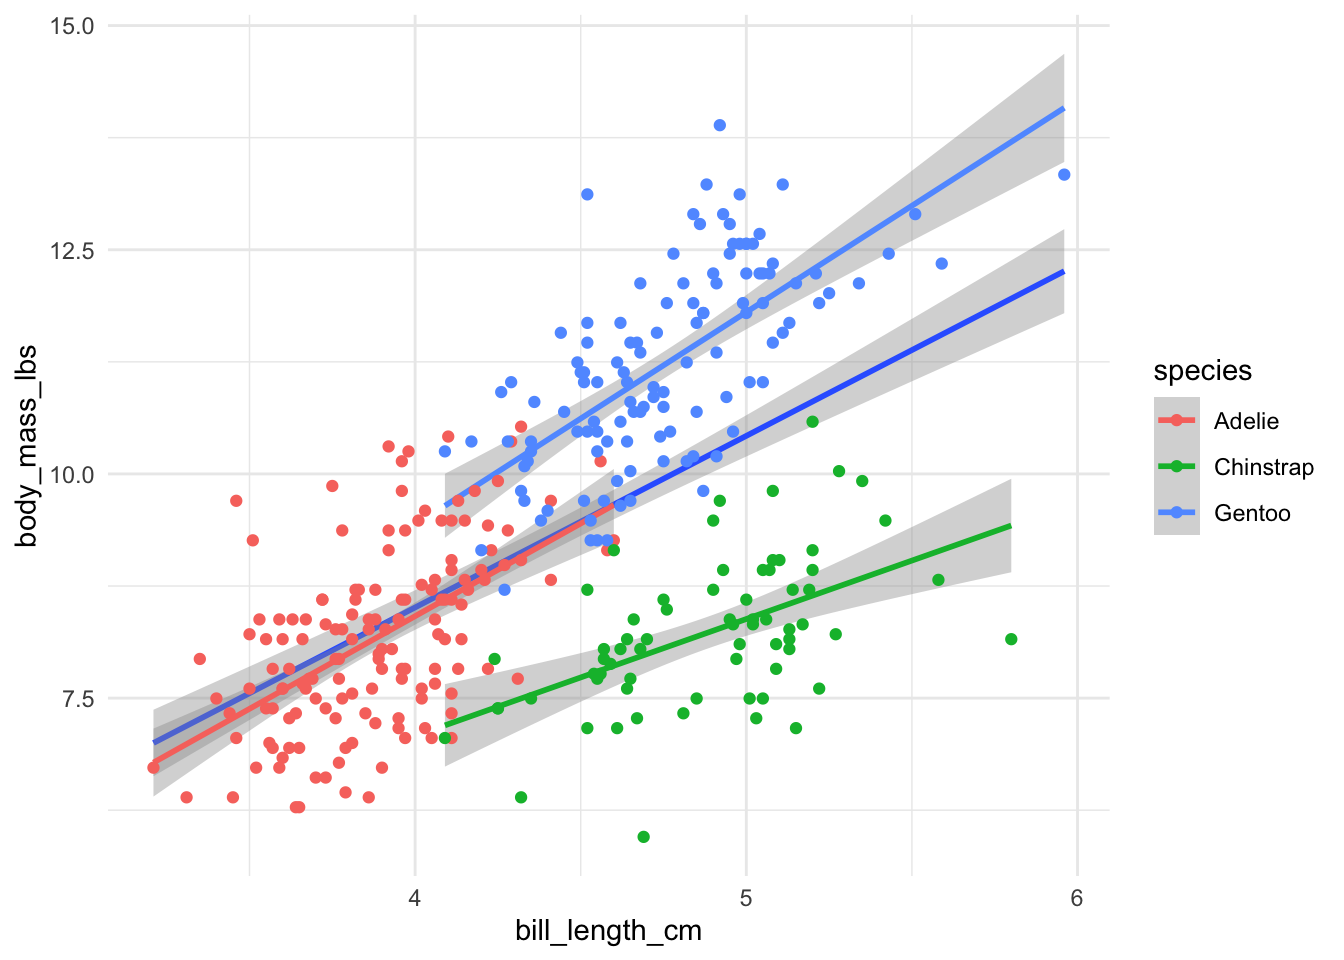 15.0
12.5
10.0
7.5
body_mass_lbs
4
5
6
bill_length_cm
species
Adelie
Chinstrap
Gentoo